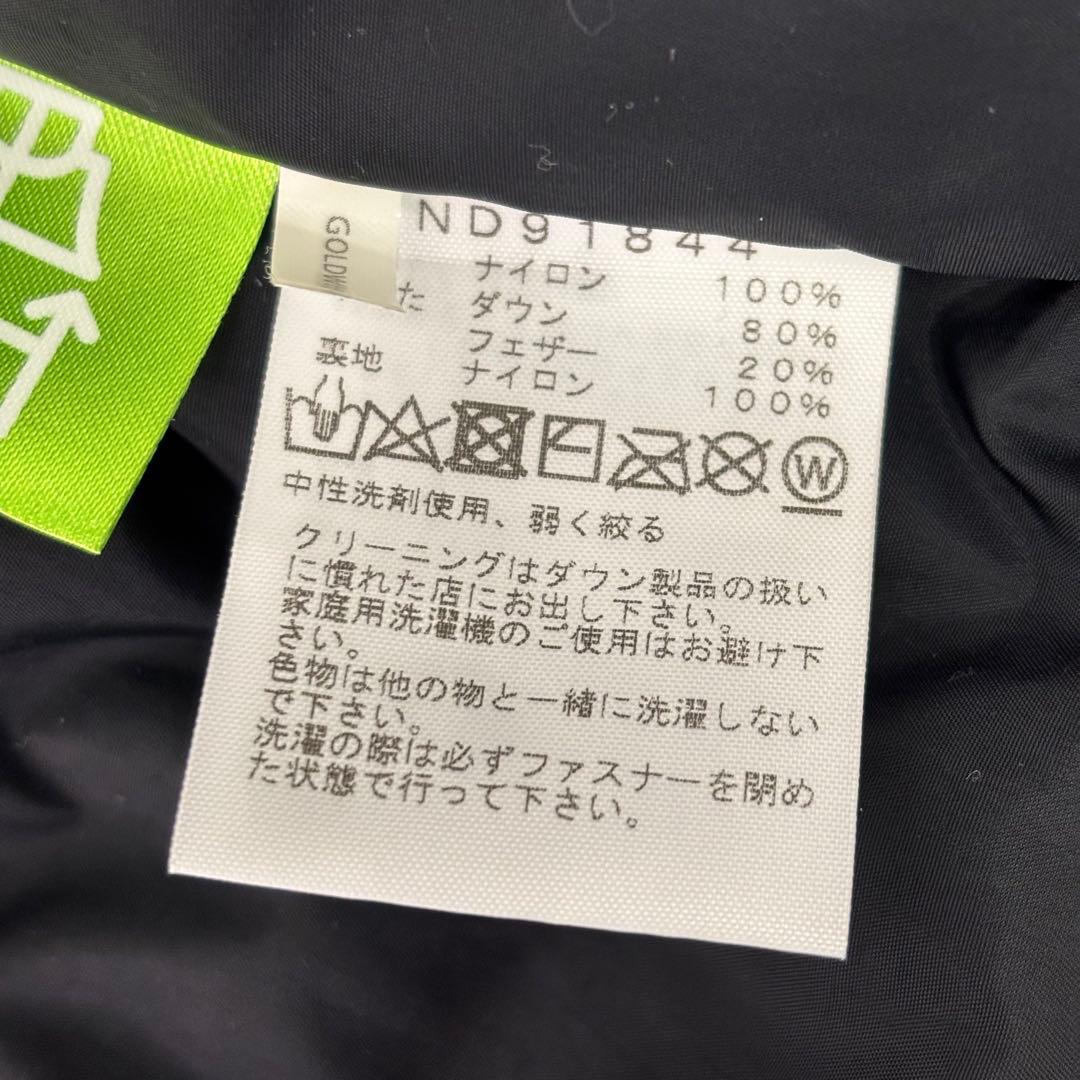 ND91844
ナイロン 100%
た ダウン 80%
フェザー 20%
裏地 ナイロン 100%
W
中性洗剤使用、弱く絞る
クリーニングはダウン製品の扱い
に慣れた店にお出し下さい。
家庭用洗濯機のご使用はお避け下
さい。
色物は他の物と一緒に洗濯しない
で下さい。
洗濯の際は必ずファスナーを閉め
た状態で行って下さい。